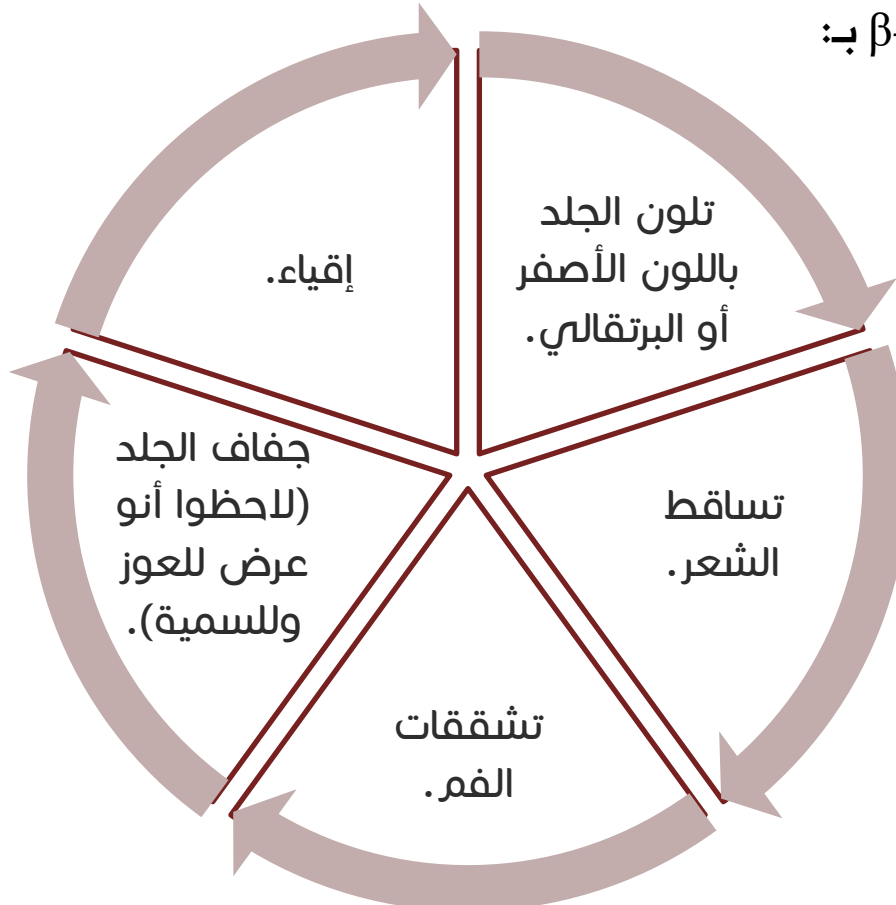 β- بـ:
تلون الجلد
باللون الأصفر
أو البرتقالي.
تساقط
الشعر.
تشققات
الفم.
جفاف الجلد
(لاحظوا أنو
عرض للعوز
وللسمية).
إقياء.